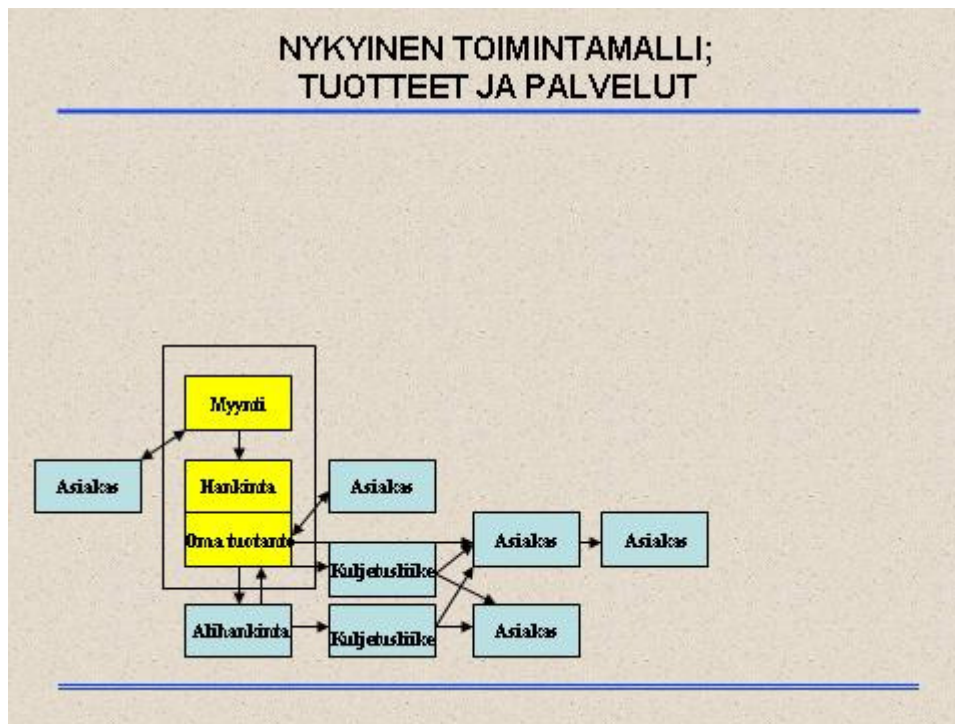 NYKYINEN TOIMINTAMALLI;
TUOTTEET JA PALVELUT
Myynti
Asiakas
Hankinta
Asiakas
Oma tuotanto
Asiakas
Asiakas
Kuljetusliike
Alihankinta
Kuljetusliike
Asiakas